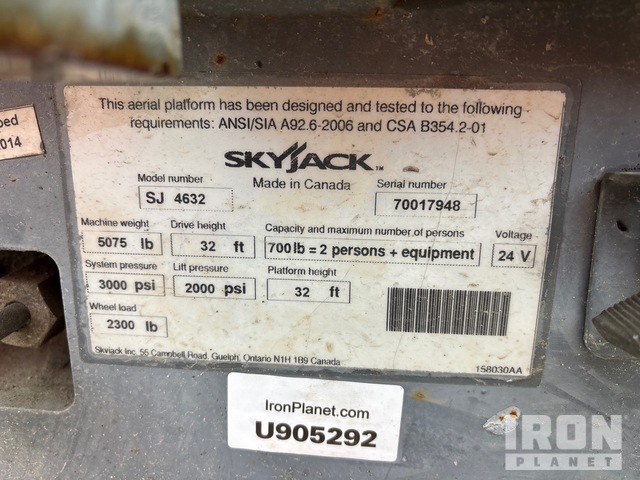 This aerial platform has been designed and tested to the following
requirements: ANSI/SIA A92.6-2006 and CSA B354.2-01
SKYJACK™
Made in Canada
Model number
SJ 4632
Serial number
70017948
Machine weight
5075 lb
Drive height
32 ft
Capacity and maximum number of persons
700 lb = 2 persons + equipment
Voltage
24 V
System pressure
3000 psi
Lift pressure
2000 psi
Platform height
32 ft
Wheel load
2300 lb
Skyjack Inc. 55 Campbell Road. Guelph, Ontario N1H 1B9 Canada
158030AA
2014
IronPlanet.com
U905292
IRON
PLANET